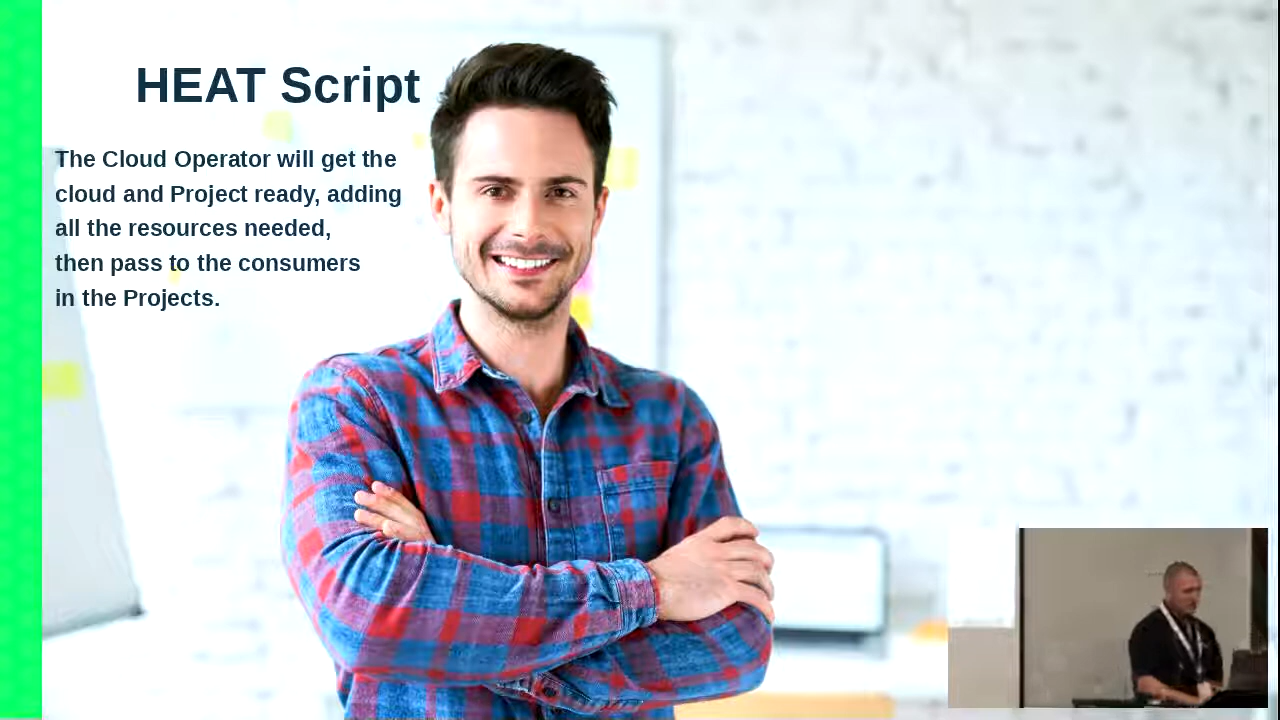 HEAT Script
The Cloud Operator will get the
cloud and Project ready, adding
all the resources needed,
then pass to the consumers
in the Projects.